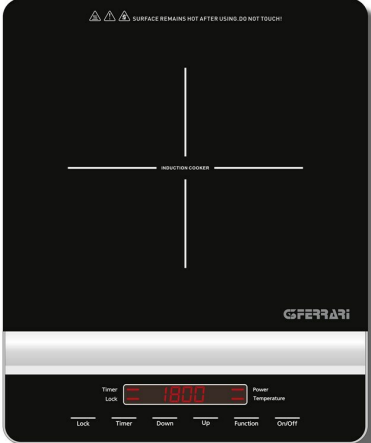 SURFACE REMAINS HOT AFTER USING.DO NOT TOUCH!
INDUCTION COOKER
G3FERRARI
Timer 1800 Power
Lock Temperature
Lock Timer Down Up Function On/Off